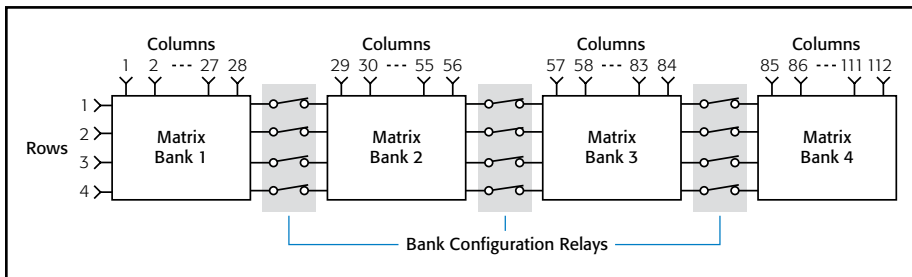 Columns Columns Columns Columns
1 2 --- 27 28 29 30 --- 55 56 57 58 --- 83 84 85 86 --- 111 112
1
2
Rows
3
4
Matrix Bank 1
Matrix Bank 2
Matrix Bank 3
Matrix Bank 4
Bank Configuration Relays